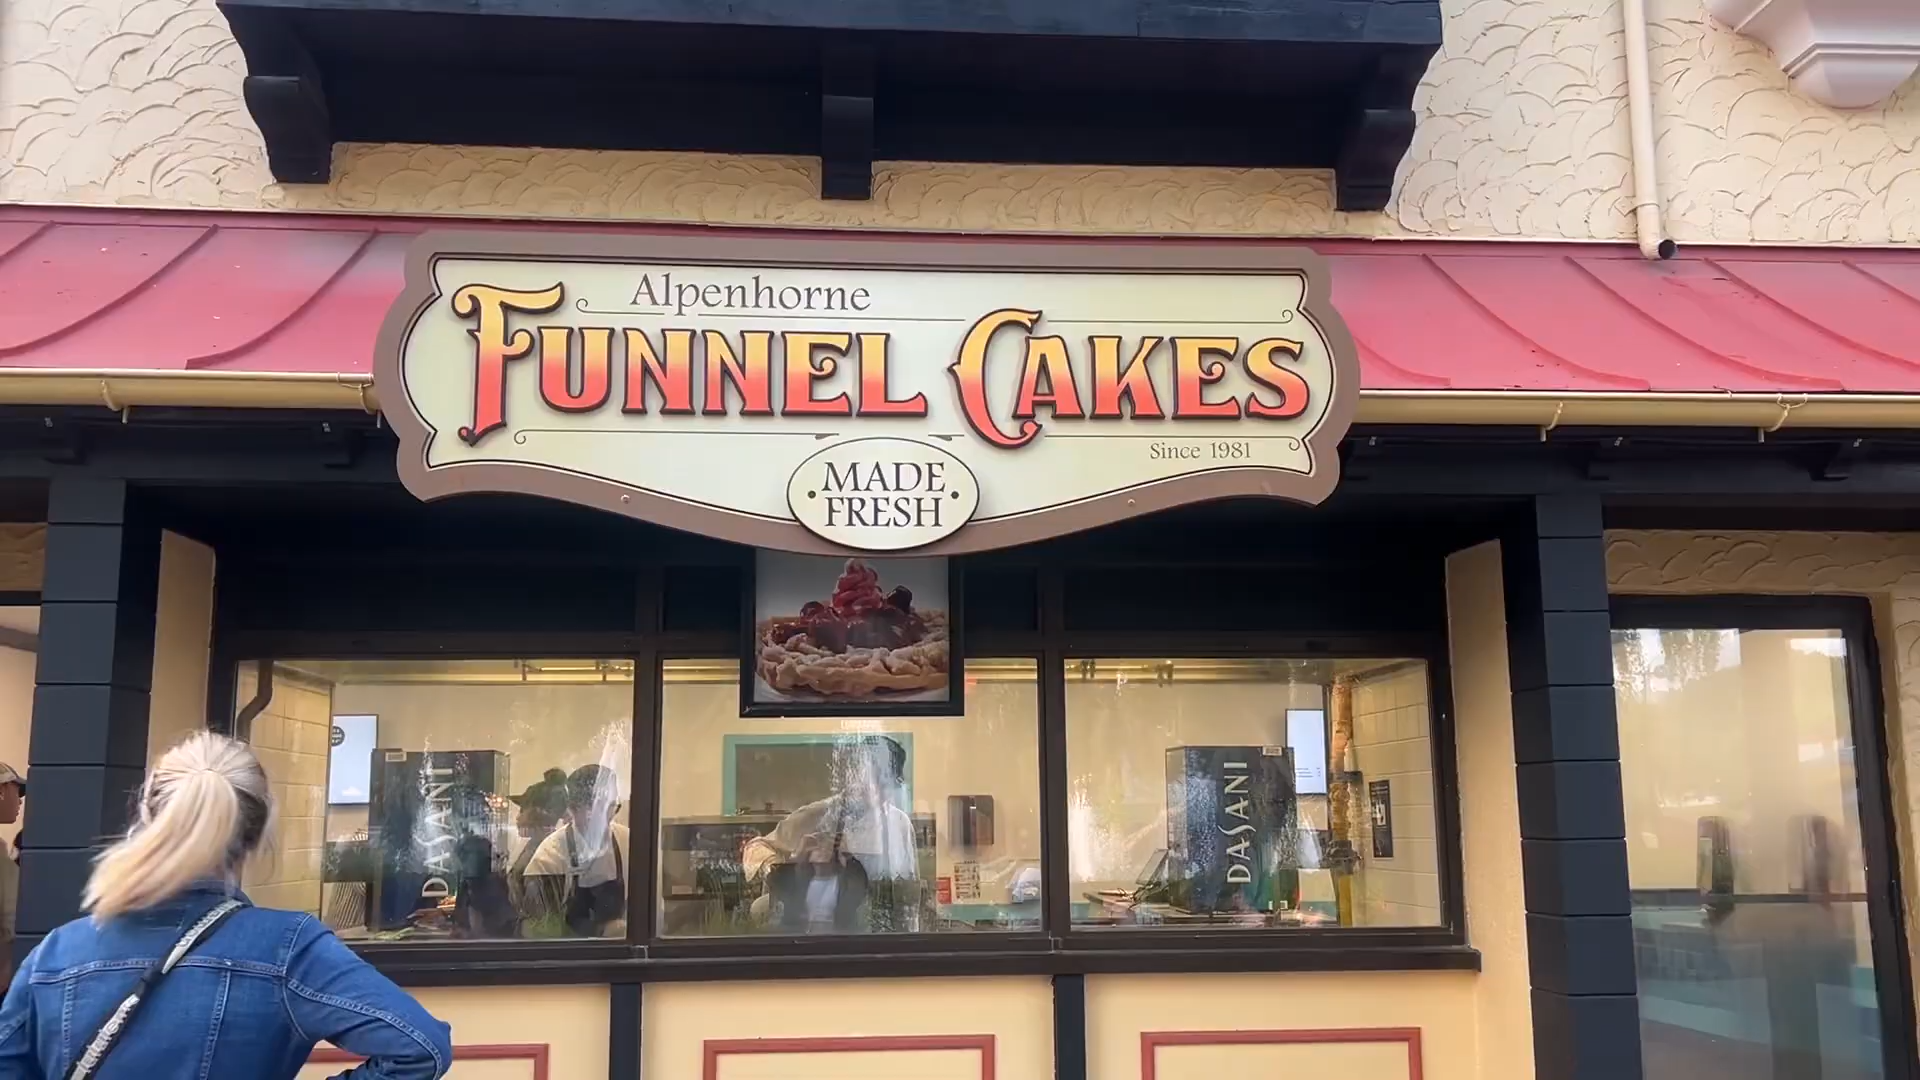 Alpenhorne
FUNNEL CAKES
Since 1981
MADE
FRESH
DASANI
DASANI